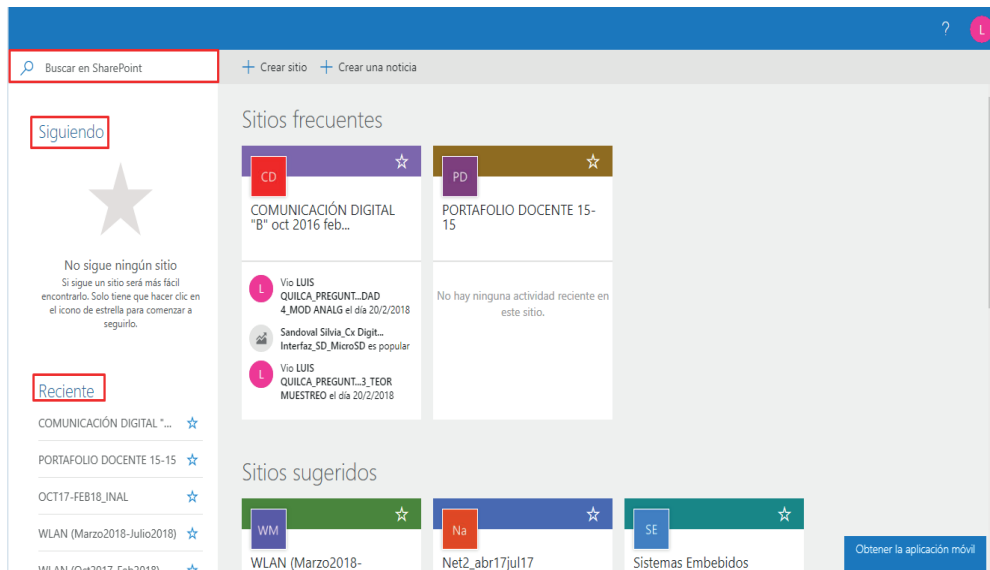 ?
L
Buscar en SharePoint
Crear sitio
Crear una noticia
Siguiendo
No sigue ningún sitio
Si sigue un sitio será más fácil
encontrarlo. Solo tiene que hacer clic en
el icono de estrella para comenzar a
seguirlo.
Reciente
COMUNICACIÓN DIGITAL "...
PORTAFOLIO DOCENTE 15-15
OCT17-FEB18_INAL
WLAN (Marzo2018-Julio2018)
WLAN (Oct2017-Feb2018)
Sitios frecuentes
CD
COMUNICACIÓN DIGITAL
"B" oct 2016 feb...
L
Vio LUIS
QUILCA_PREGUNT...DAD
4_MOD ANALG el día 20/2/2018
Sandoval Silvia_Cx Digit...
Interfaz_SD_MicroSD es popular
L
Vio LUIS
QUILCA_PREGUNT...3_TEOR
MUESTREO el día 20/2/2018
PD
PORTAFOLIO DOCENTE 15-
15
No hay ninguna actividad reciente en
este sitio.
Sitios sugeridos
WM
WLAN (Marzo2018-
Na
Net2_abr17jul17
SE
Sistemas Embebidos
Obtener la aplicación móvil